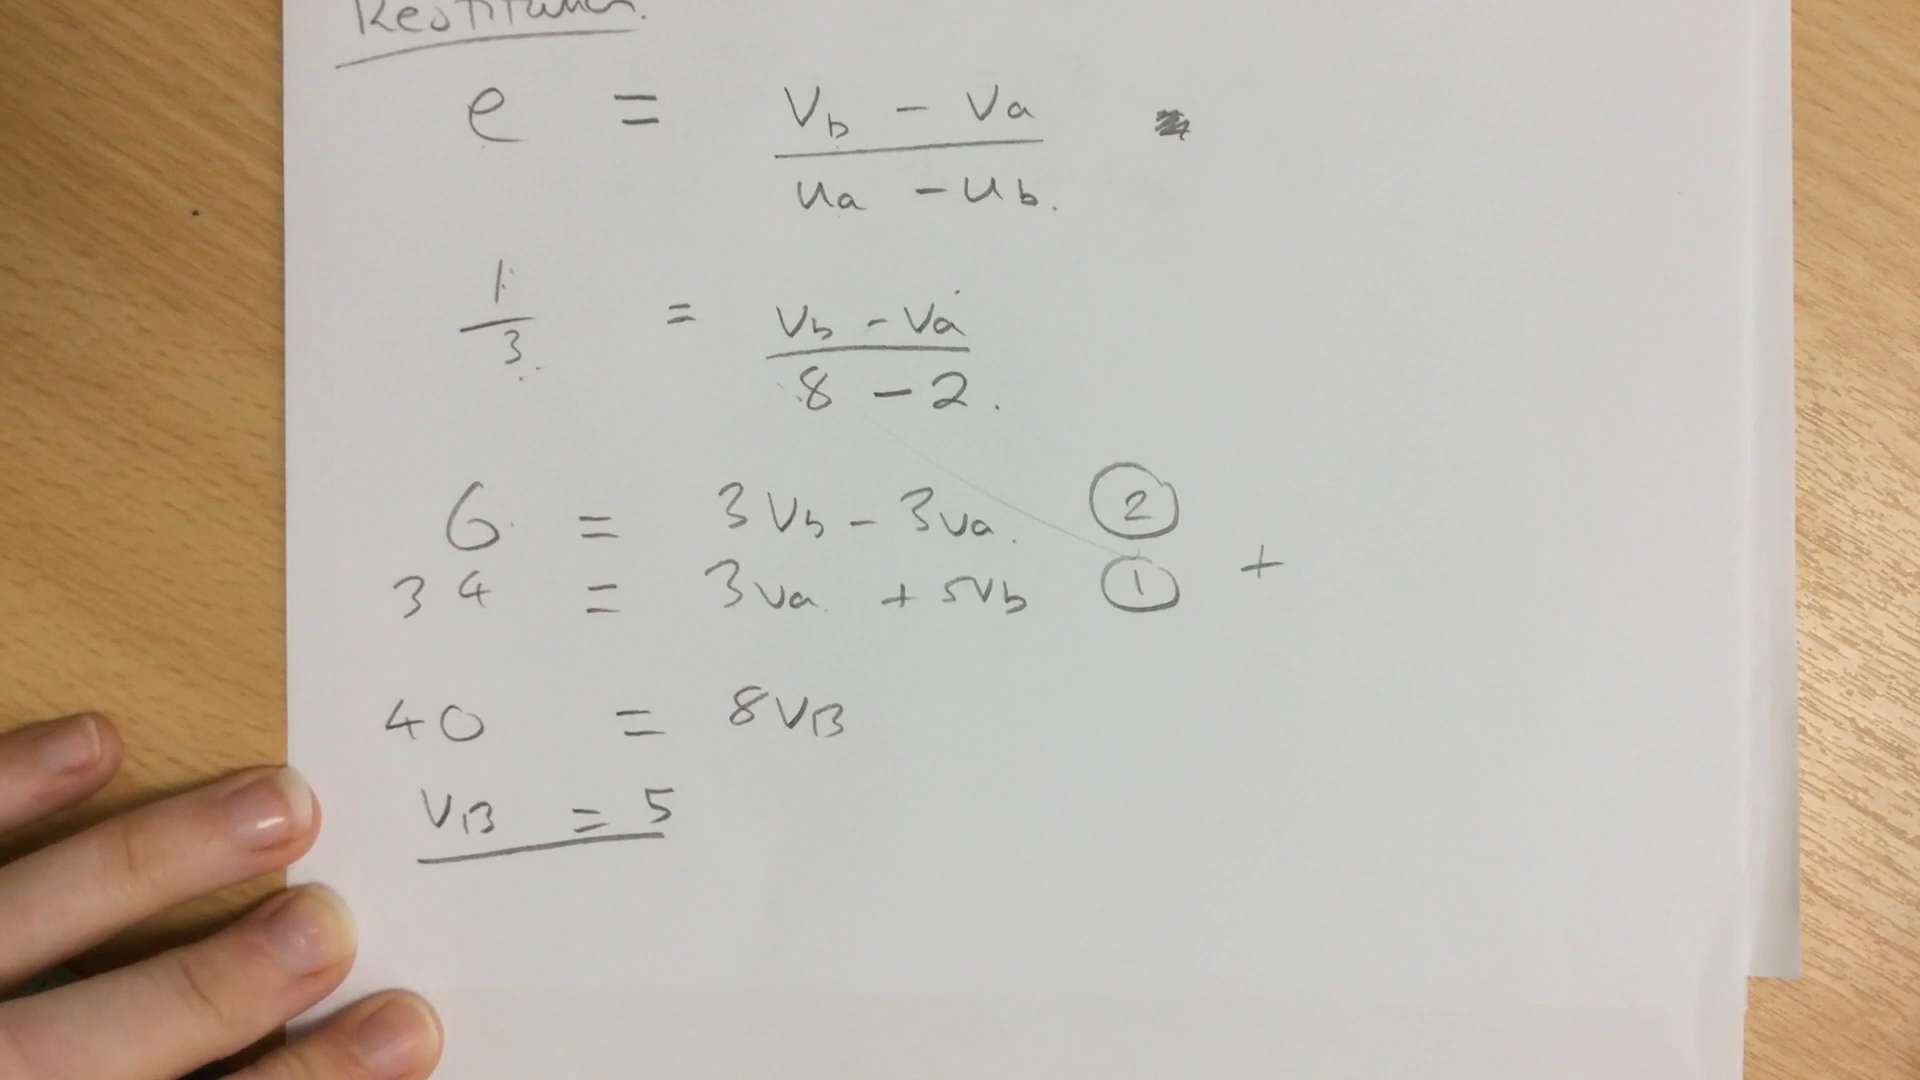 Restitution.
e = Vb - Va
ua - ub.
1
3 = Vb - Va
8 - 2.
6 = 3Vb - 3Va. ②
34 = 3Va + 5Vb ① +
40 = 8VB
VB = 5